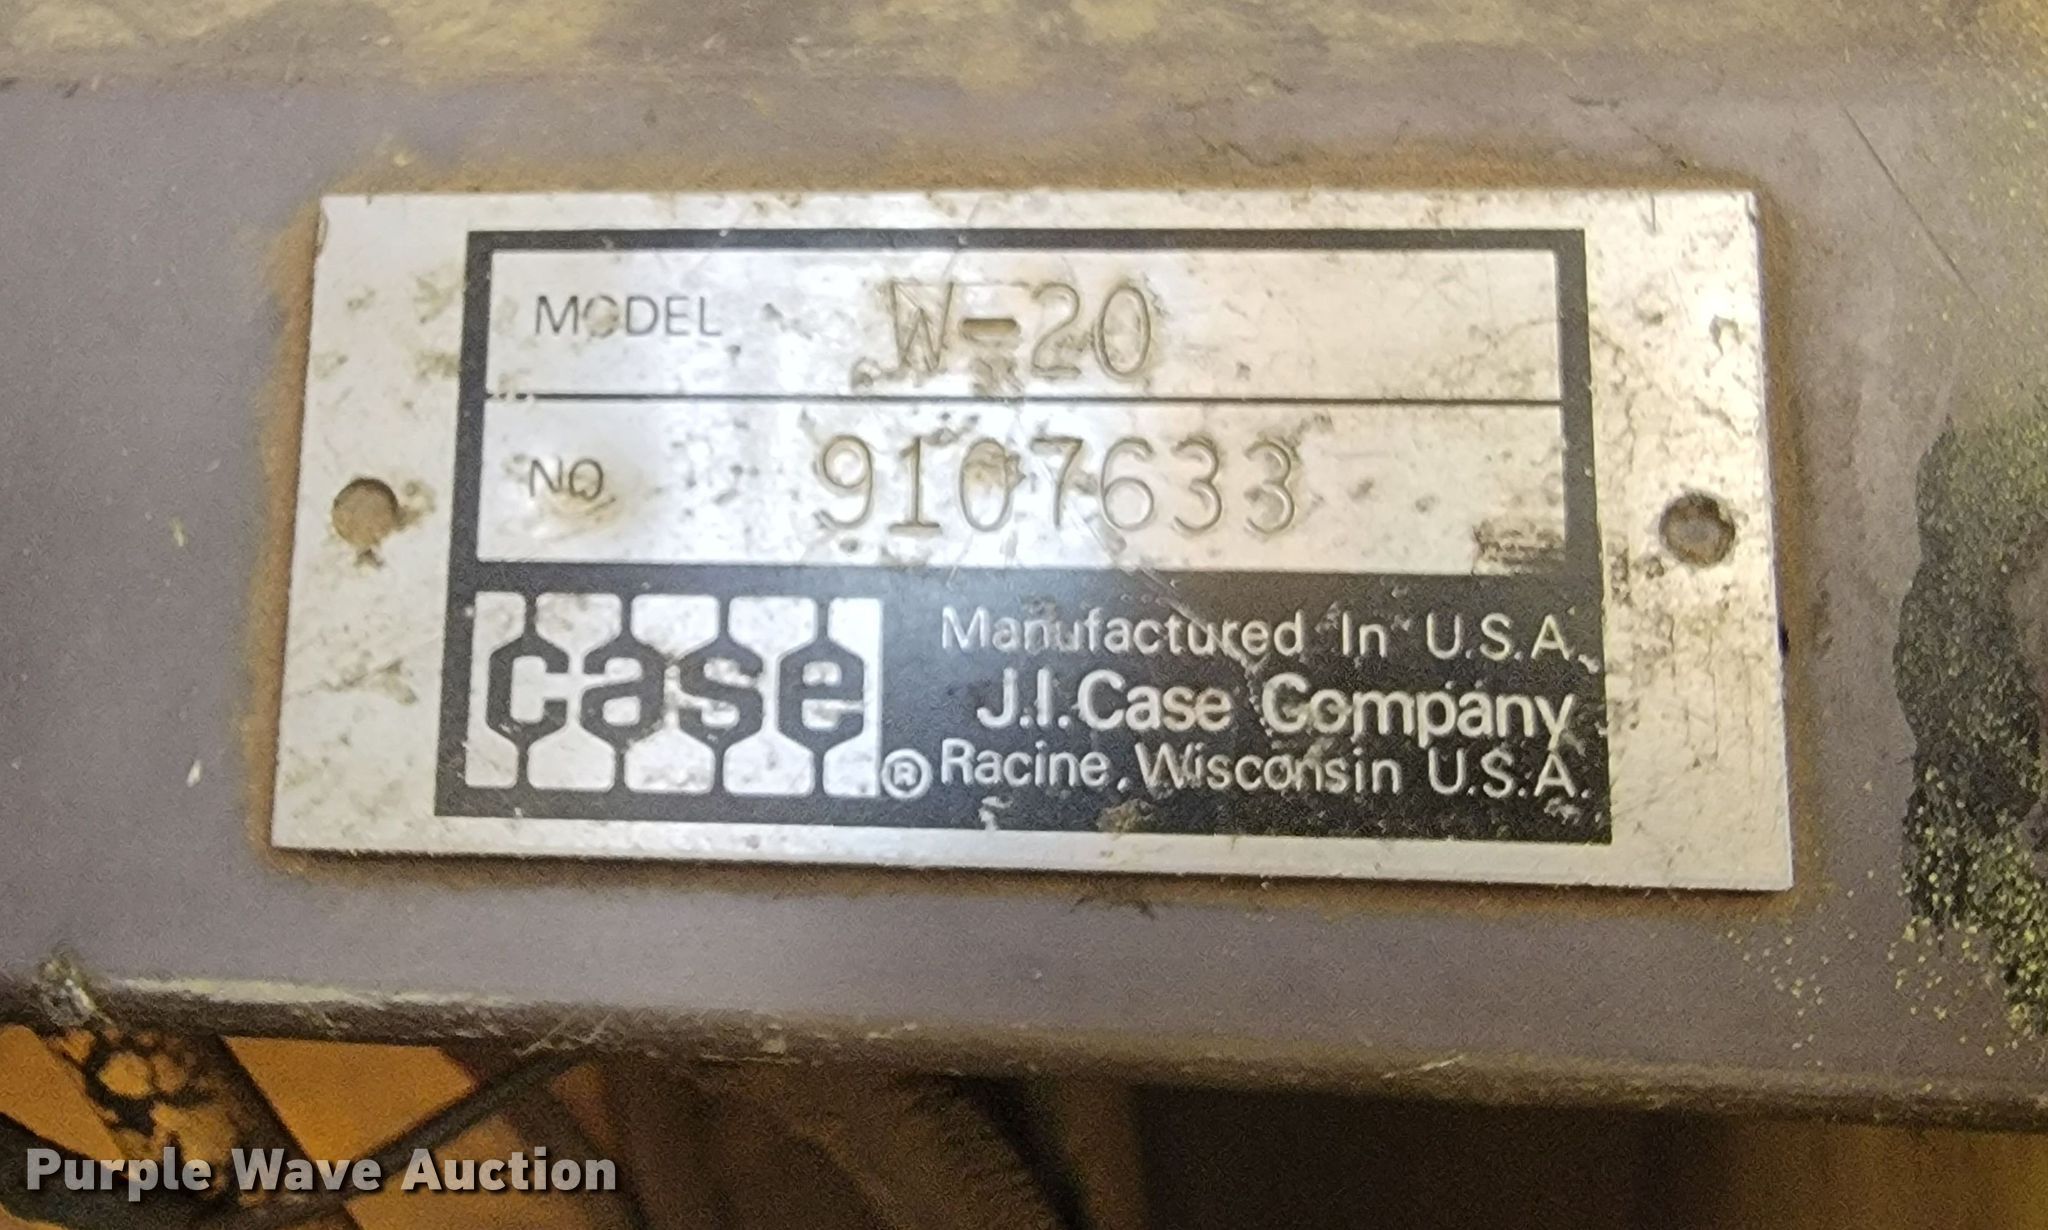 MODEL W-20
NO 9107633
case ®
Manufactured In U.S.A.
J.I. Case Company
Racine, Wisconsin U.S.A.
Purple Wave Auction